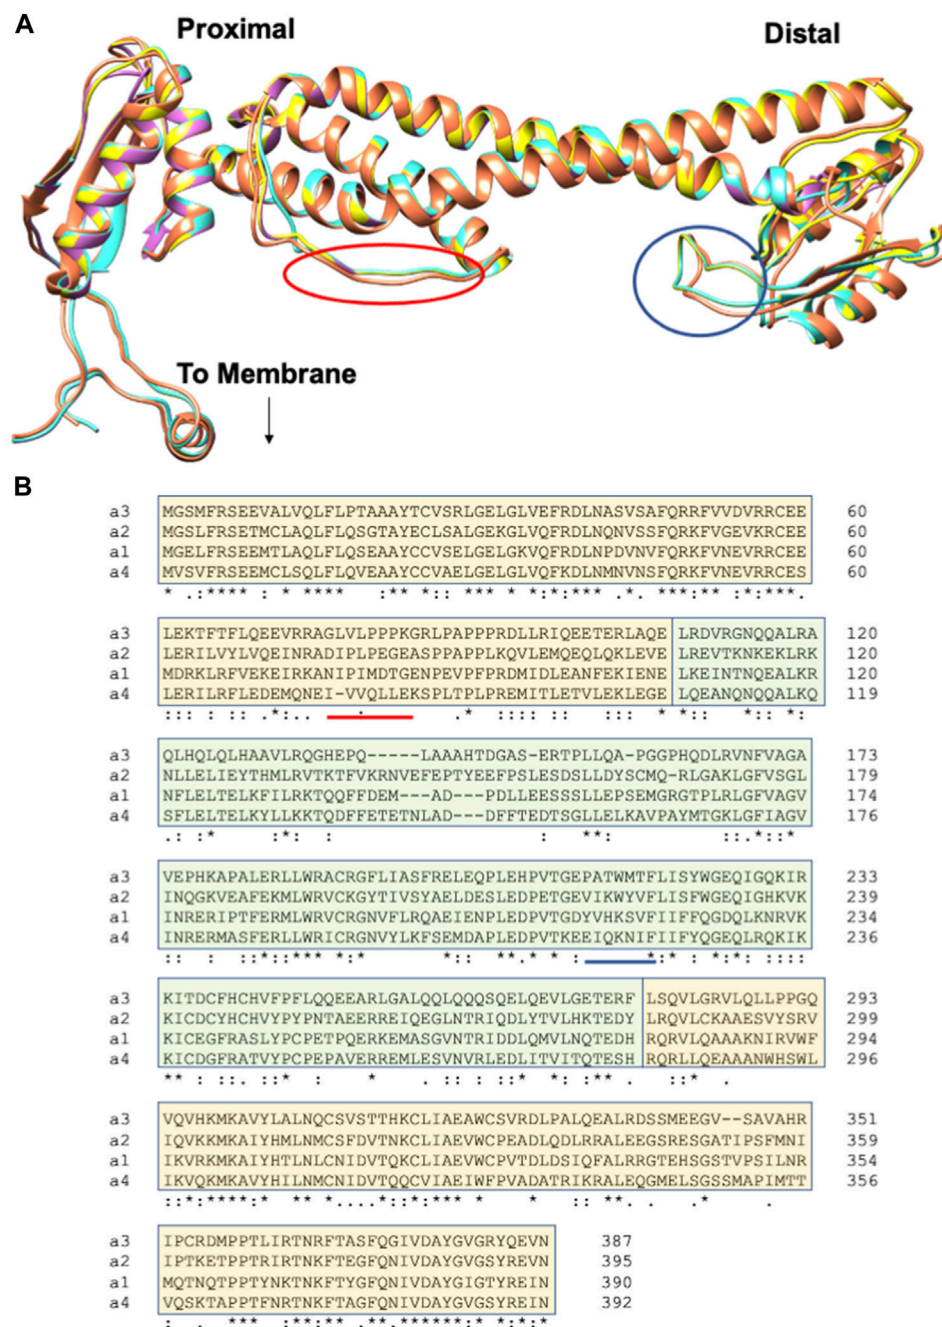 A
Proximal
Distal
To Membrane
B
a3 MGSMFRSEEVALVQLFLPTAAAYTCVSRLGELGLVEFRDLNASVSAFQRRFVVDVRRCEE 60
a2 MGSLFRSETMCLAQLFLQSGTAYECLSALGEKGLVQFRDLNQNVSSFQRKFVGEVKRCEE 60
a1 MGELFRSEEMTLAQLFLQSEAAYCCVSELGELGKVQFRDLNPDVNVFQRKFVNEVRRCEE 60
a4 MVSVFRSEEMCLSQLFLQVEAAYCCVAELGELGLVQFKDLNMNVNSFQRKFVNEVRRCES 60
* .:**** : *. **** :** *:: *** * *:*:*** .*. ***:** :*:***.
a3 LEKTFTFLQEEVRRAGLVLPPPKGRLPAPPPRDLLRIQEETERLAQE LRDVRGNQQALRA 120
a2 LERILVYLVQEINRADIPLPEGEASPPAPPLKQVLEMQEQLQKLEVE LREVTKNKEKLRK 120
a1 MDRKLRFVEKEIRKANIPIMDTGENPEVPFPRDMIDLEANFEKIENE LKEINTNQEALKR 120
a4 LERILRFLEDEMQNEI-VVQLLEKSPLTPLPREMITLETVLEKLEGE LQEANQNQQALKQ 119
::: : :: .*:.. : .* :::: :: ::: * *::. *:: *:
a3 QLHQLQLHAAVLRQGHEPQ-----LAAAHTDGAS-ERTPLLQA-PGGPHQDLRVNFVAGA 173
a2 NLLELIEYTHMLRVTKTFVKRNVEFEPTYEEFPSLESDSLLDYSCMQ-RLGAKLGFVSGL 179
a1 NFLELTELKFILRKTQQFFDEM---AD---PDLLEESSSLLEPSEMGRGTPLRLGFVAGV 174
a4 SFLELTELKYLLKKTQDFFETETNLAD---DFFTEDTSGLLELKAVPAYMTGKLGFIAGV 176
.: :* :*: : : **: ::.*::*
a3 VEPHKAPALERLLWRACRGFLIASFRELEQPLEHPVTGEPATWMTFLISYWGEQIGQKIR 233
a2 INQGKVEAFEKMLWRVCKGYTIVSYAELDESLEDPETGEVIKWYVFLISFWGEQIGHKVK 239
a1 INRERIPTFERMLWRVCRGNVFLRQAEIENPLEDPVTGDYVHKSVFIIFFQGDQLKNRVK 234
a4 INRERMASFERLLWRICRGNVYLKFSEMDAPLEDPVTKEEIQKNIFIIFYQGEQLRQKIK 236
:: : ::*::*** *:* *:: .**.* * : *:* : *:*: ::::
a3 KITDCFHCHVFPFLQQEEARLGALQQLQQQSQELQEVLGETERF LSQVLGRVLQLLPPGQ 293
a2 KICDCYHCHVYPYPNTAEERREIQEGLNTRIQDLYTVLHKTEDY LRQVLCKAAESVYSRV 299
a1 KICEGFRASLYPCPETPQERKEMASGVNTRIDDLQMVLNQTEDH RQRVLQAAAKNIRVWF 294
a4 KICDGFRATVYPCPEPAVERREMLESVNVRLEDLITVITQTESH RQRLLQEAAANWHSWL 296
** : ::. ::* : * . :: : ::* *: :** . ::* .
a3 VQVHKMKAVYLALNQCSVSTTHKCLIAEAWCSVRDLPALQEALRDSSMEEGV--SAVAHR 351
a2 IQVKKMKAVYHMLNMCSFDVTNKCLIAEVWCPEADLQDLRRALEEGSRESGATIPSFMNI 359
a1 IKVRKMKAIYHTLNLCNIDVTQKCLIAEVWCPVTDLDSIQFALRRGTEHSGSTVPSILNR 354
a4 IKVQKMKAVYHILNMCNIDVTQQCVIAEIWFPVADATRIKRALEQGMELSGSSMAPIMTT 356
::*:****:* ** *....*::*:*** * * :: **. . * .
a3 IPCRDMPPTLIRTNRFTASFQGIVDAYGVGRYQEVN 387
a2 IPTKETPPTRIRTNKFTEGFQNIVDAYGVGSYREVN 395
a1 MQTNQTPPTYNKTNKFTYGFQNIVDAYGIGTYREIN 390
a4 VQSKTAPPTFNRTNKFTAGFQNIVDAYGVGSYREIN 392
: . *** :**:** .**.******:* *:*:*